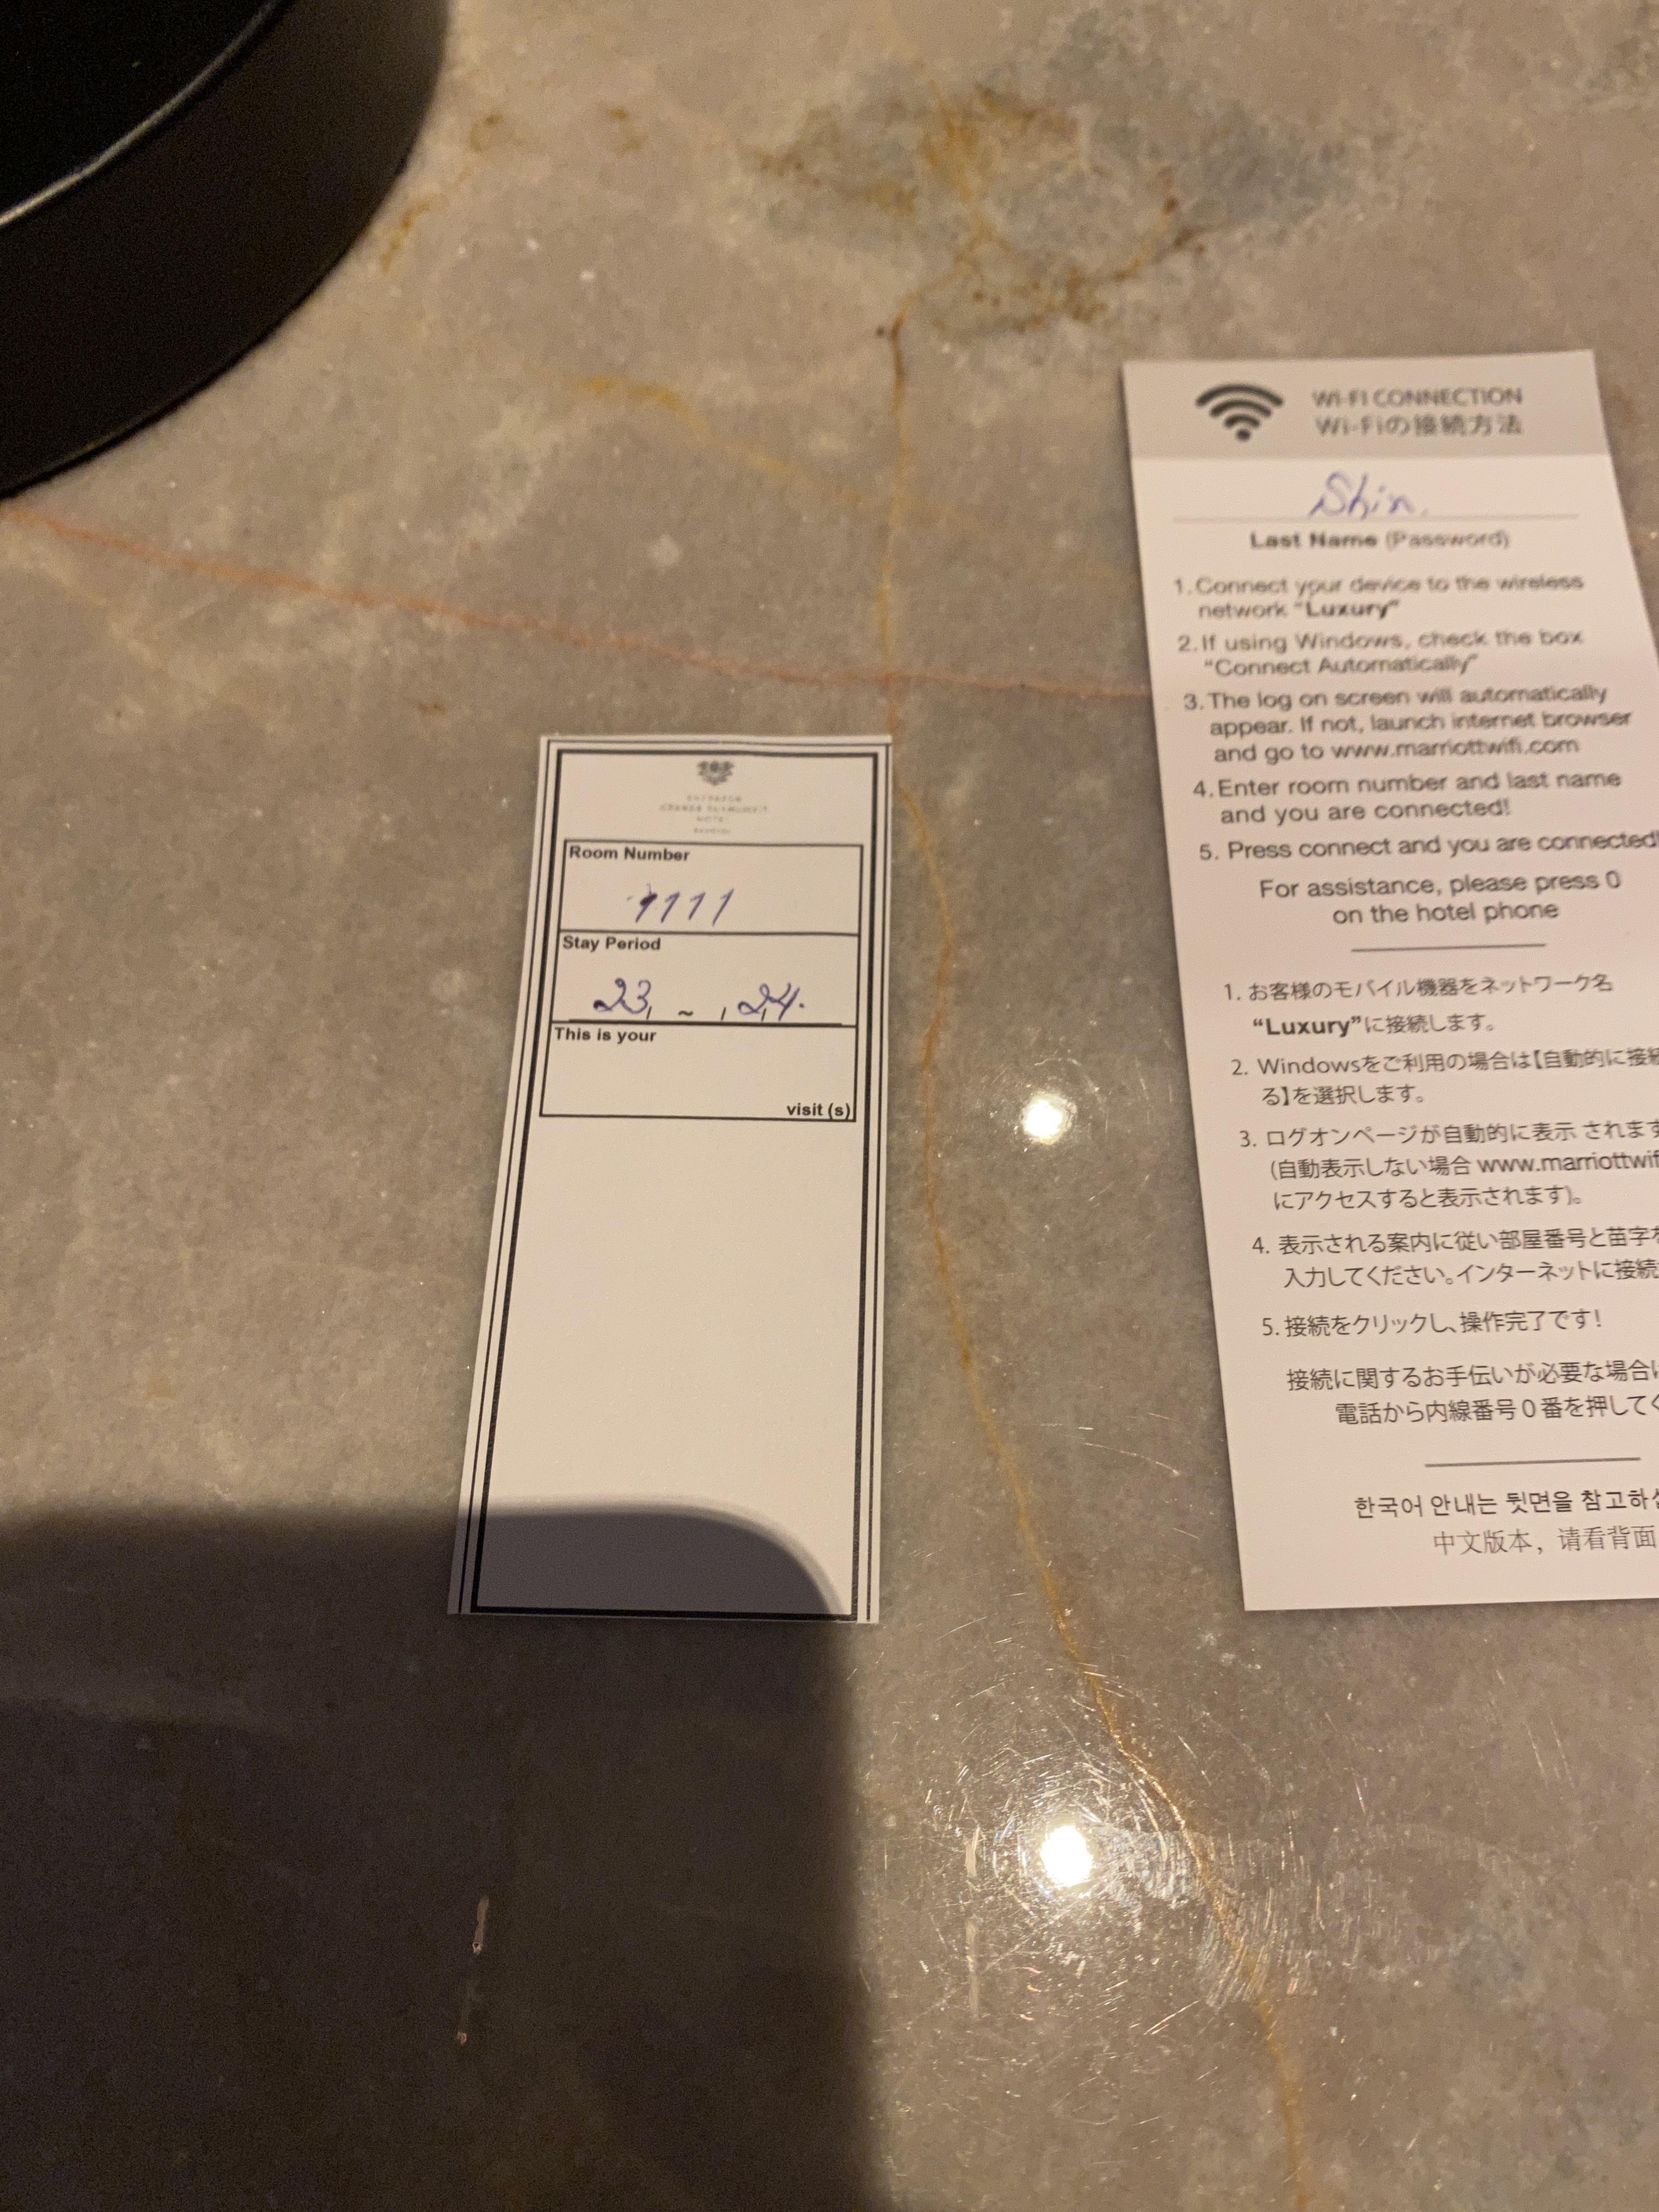 Room Number
1111
Stay Period
23, ~ , 24.
This is your
visit (s)
WI-FI CONNECTION
Wi-Fiの接続方法
Shin.
Last Name (Password)
1. Connect your device to the wireless
network "Luxury"
2. If using Windows, check the box
"Connect Automatically"
3. The log on screen will automatically
appear. If not, launch internet browser
and go to www.marriottwifi.com
4. Enter room number and last name
and you are connected!
5. Press connect and you are connected!
For assistance, please press 0
on the hotel phone
1. お客様のモバイル機器をネットワーク名
"Luxury"に接続します。
2. Windowsをご利用の場合は【自動的に接続
る】を選択します。
3. ログオンページが自動的に表示 されます
(自動表示しない場合 www.marriottwif
にアクセスすると表示されます)。
4. 表示される案内に従い部屋番号と苗字を
入力してください。インターネットに接続
5. 接続をクリックし、操作完了です!
接続に関するお手伝いが必要な場合は
電話から内線番号0番を押してく
한국어 안내는 뒷면을 참고하십
中文版本，请看背面